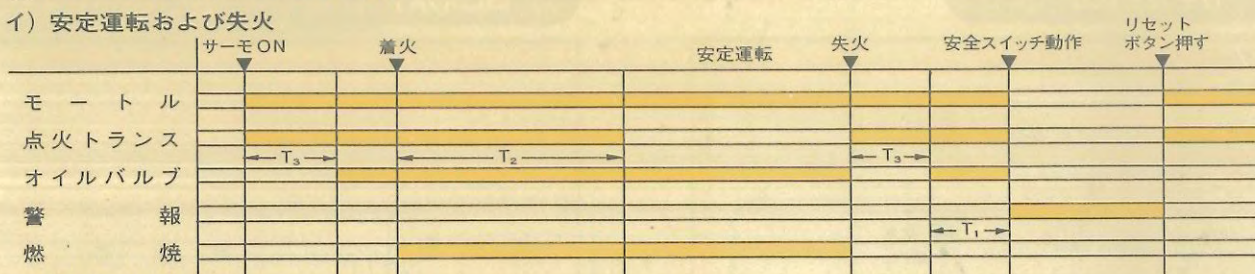 イ) 安定運転および失火
サーモON 着火 安定運転 失火 安全スイッチ動作 リセット
ボタン押す
モートル
点火トランス
T₃ T₂ T₃
オイルバルブ
警報
T₁
燃焼